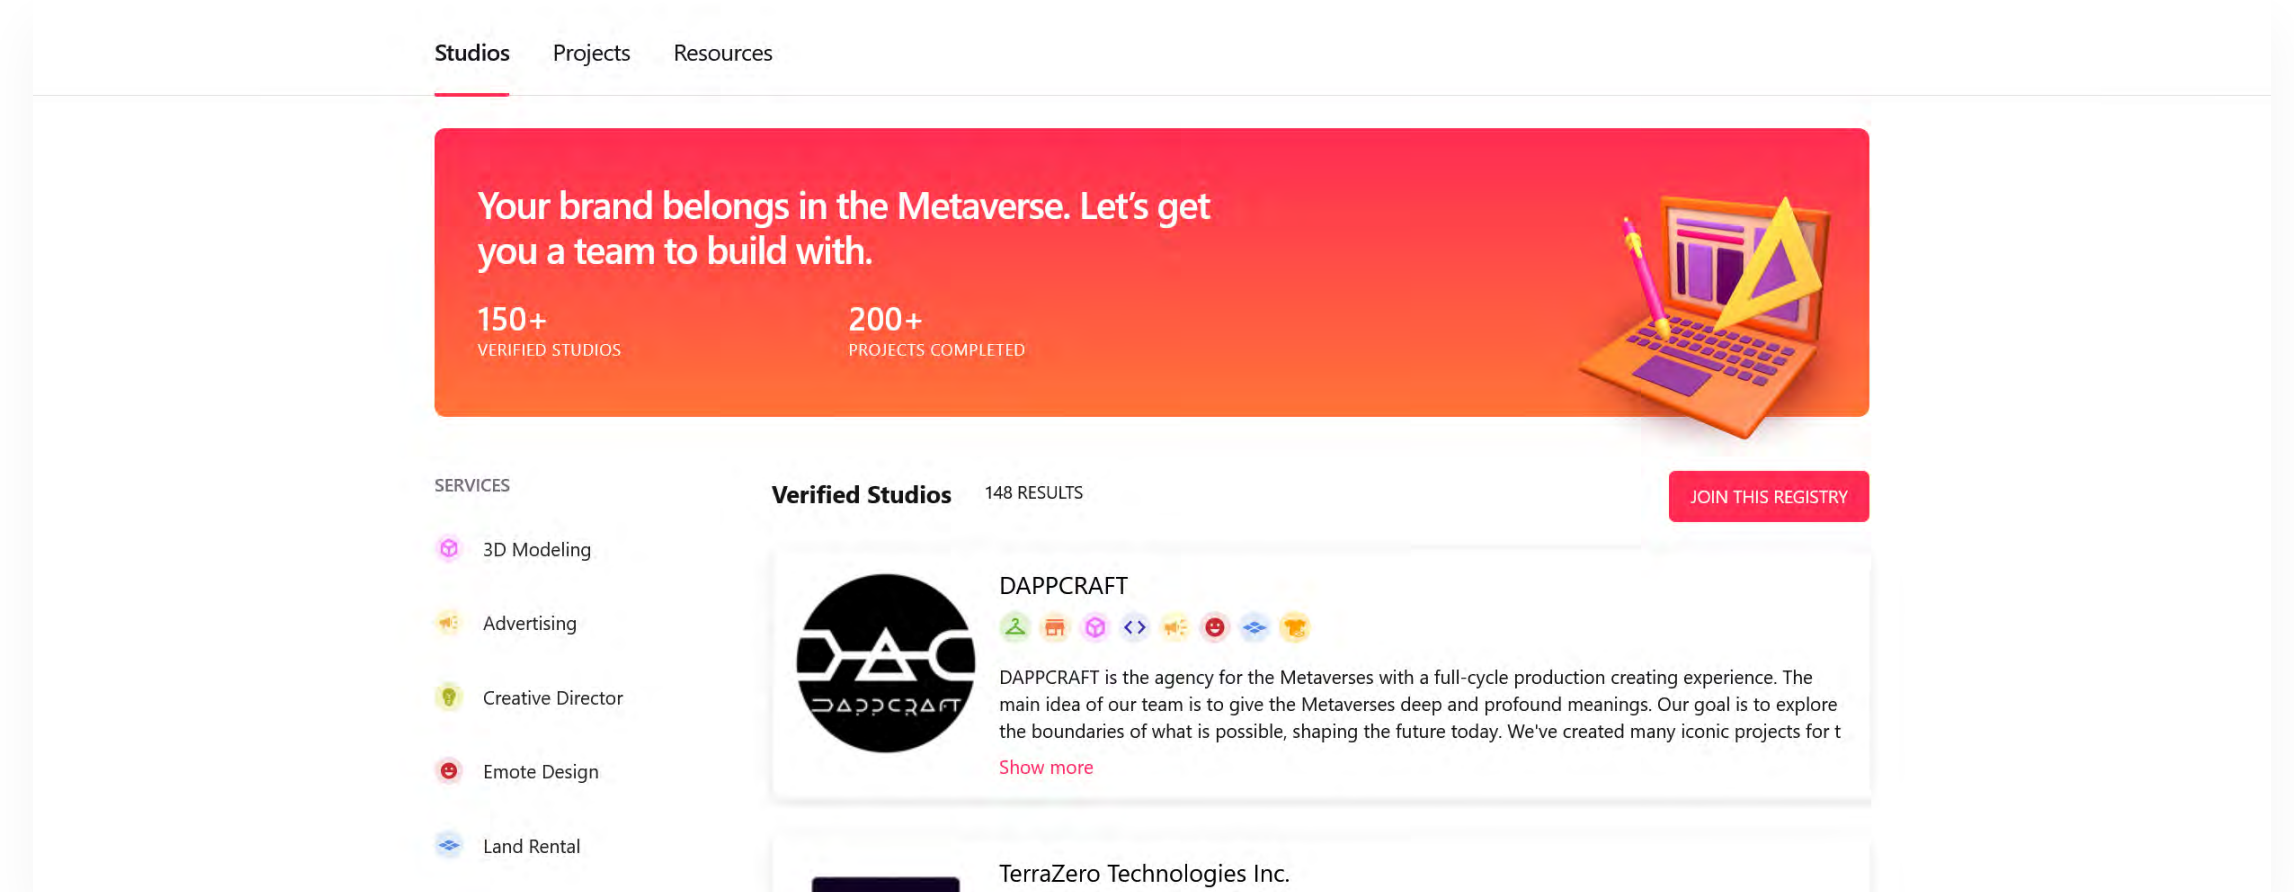 Studios Projects Resources
Your brand belongs in the Metaverse. Let’s get
you a team to build with.
150+ 200+
VERIFIED STUDIOS PROJECTS COMPLETED
SERVICES
3D Modeling
Advertising
Creative Director
Emote Design
Land Rental
Verified Studios 148 RESULTS
JOIN THIS REGISTRY
DAPPCRAFT
DAC
DAPPCRAFT
DAPPCRAFT is the agency for the Metaverses with a full-cycle production creating experience. The
main idea of our team is to give the Metaverses deep and profound meanings. Our goal is to explore
the boundaries of what is possible, shaping the future today. We've created many iconic projects for t
Show more
TerraZero Technologies Inc.